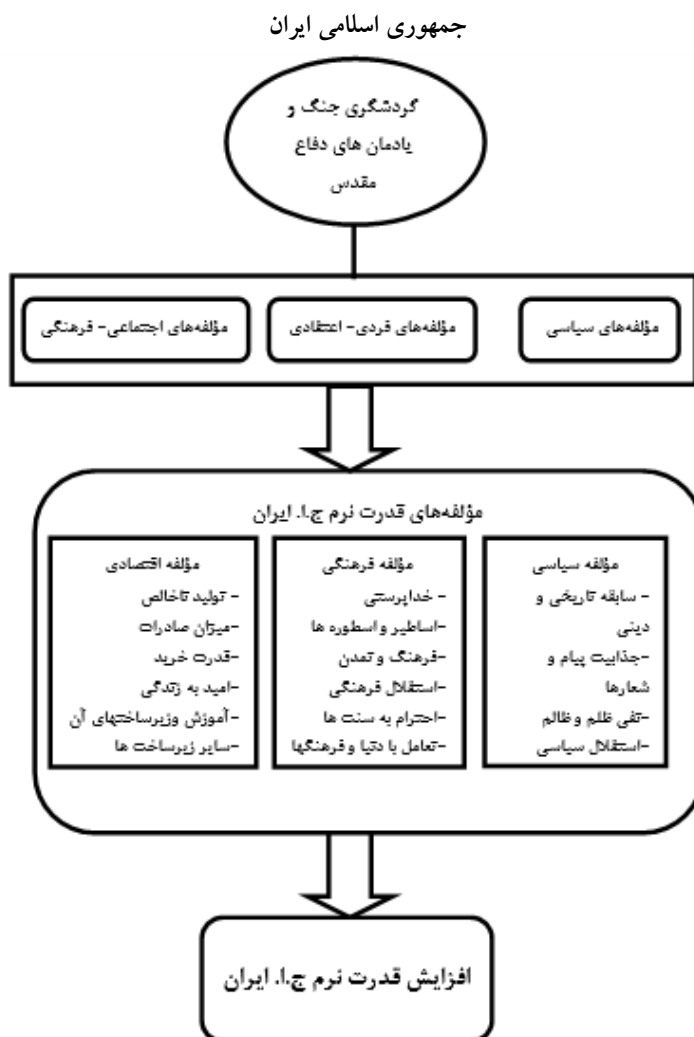 جمهوری اسلامی ایران
گردشگری جنگ و
یادمان های دفاع
مقدس
مؤلفه‌های سیاسی
مؤلفه‌های فردی- اعتقادی
مؤلفه‌های اجتماعی- فرهنگی
مؤلفه‌های قدرت نرم ج.ا. ایران
مؤلفه سیاسی
- سابقه تاریخی و
دینی
-جذابیت پیام و
شعارها
-نفی ظلم و ظالم
-استقلال سیاسی
مؤلفه فرهنگی
- خداپرستی
-اساطیر و اسطوره ها
-فرهنگ و تمدن
-استقلال فرهنگی
-احترام به سنت ها
-تعامل با دنیا و فرهنگها
مؤلفه اقتصادی
- تولید ناخالص
-میزان صادرات
-قدرت خرید
-امید به زندگی
-آموزش وزیرساختهای آن
-سایر زیرساخت ها
افزایش قدرت نرم ج.ا. ایران